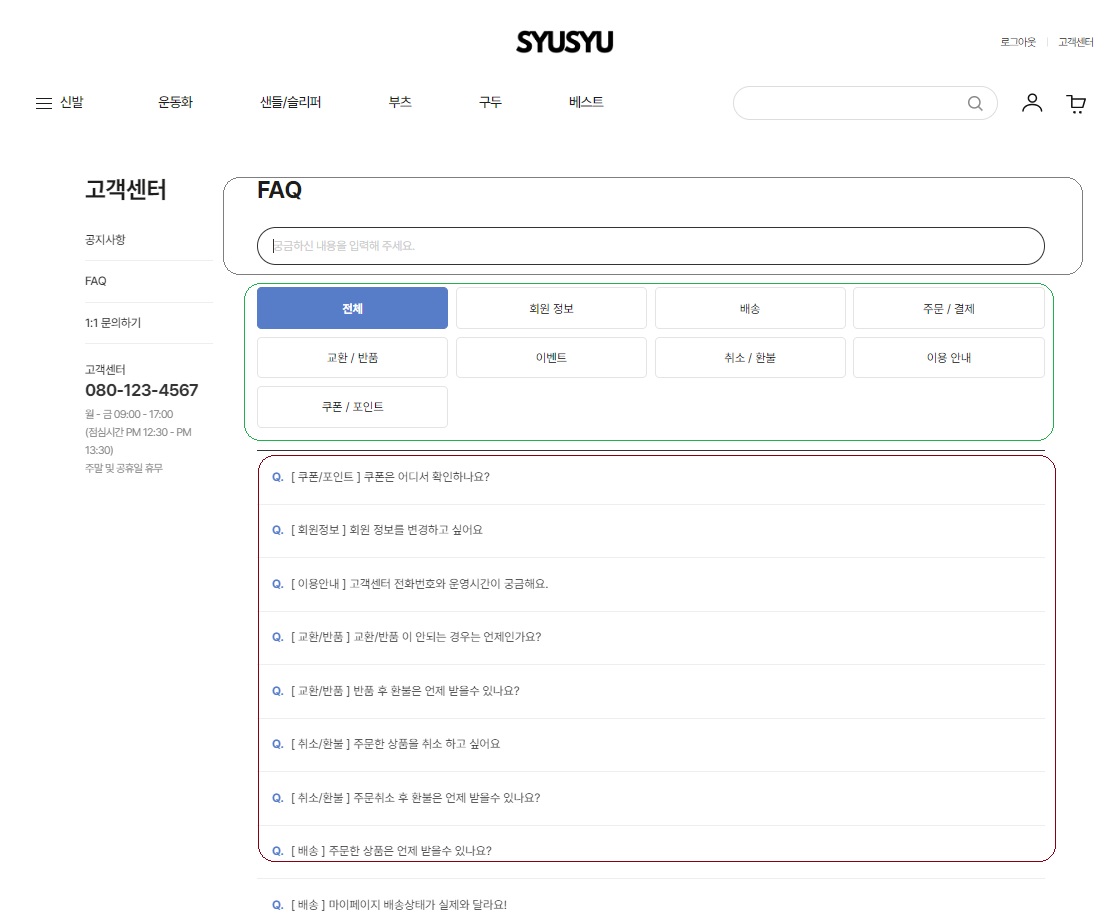 SYUSYU
로그아웃 고객센터
신발 운동화 샌들/슬리퍼 부츠 구두 베스트
고객센터
공지사항
FAQ
1:1 문의하기
고객센터
080-123-4567
월 - 금 09:00 - 17:00
(점심시간 PM 12:30 - PM
13:30)
주말 및 공휴일 휴무
FAQ
궁금하신 내용을 입력해 주세요.
전체 회원 정보 배송 주문 / 결제
교환 / 반품 이벤트 취소 / 환불 이용 안내
쿠폰 / 포인트
Q. [ 쿠폰/포인트 ] 쿠폰은 어디서 확인하나요?
Q. [ 회원정보 ] 회원 정보를 변경하고 싶어요
Q. [ 이용안내 ] 고객센터 전화번호와 운영시간이 궁금해요.
Q. [ 교환/반품 ] 교환/반품 이 안되는 경우는 언제인가요?
Q. [ 교환/반품 ] 반품 후 환불은 언제 받을수 있나요?
Q. [ 취소/환불 ] 주문한 상품을 취소 하고 싶어요
Q. [ 취소/환불 ] 주문취소 후 환불은 언제 받을수 있나요?
Q. [ 배송 ] 주문한 상품은 언제 받을수 있나요?
Q. [ 배송 ] 마이페이지 배송상태가 실제와 달라요!